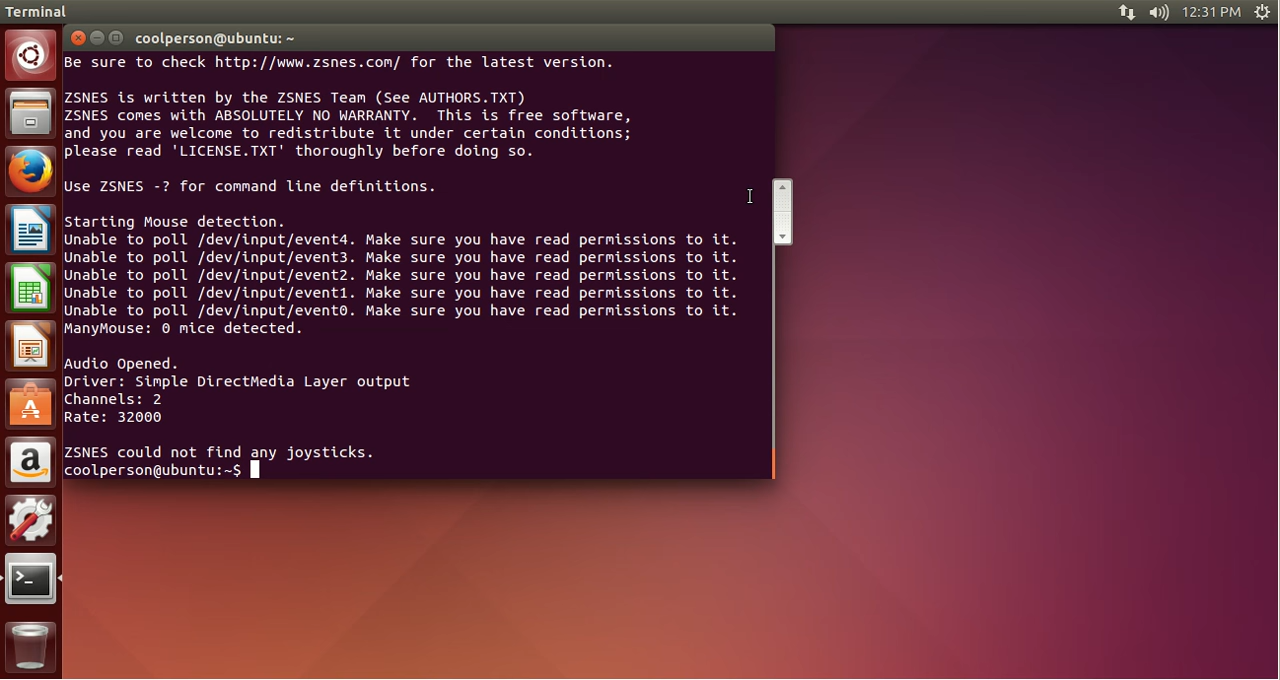 Terminal
12:31 PM
coolperson@ubuntu: ~
Be sure to check http://www.zsnes.com/ for the latest version.
ZSNES is written by the ZSNES Team (See AUTHORS.TXT)
ZSNES comes with ABSOLUTELY NO WARRANTY.  This is free software,
and you are welcome to redistribute it under certain conditions;
please read 'LICENSE.TXT' thoroughly before doing so.
Use ZSNES -? for command line definitions.
Starting Mouse detection.
Unable to poll /dev/input/event4. Make sure you have read permissions to it.
Unable to poll /dev/input/event3. Make sure you have read permissions to it.
Unable to poll /dev/input/event2. Make sure you have read permissions to it.
Unable to poll /dev/input/event1. Make sure you have read permissions to it.
Unable to poll /dev/input/event0. Make sure you have read permissions to it.
ManyMouse: 0 mice detected.
Audio Opened.
Driver: Simple DirectMedia Layer output
Channels: 2
Rate: 32000
ZSNES could not find any joysticks.
coolperson@ubuntu:~$